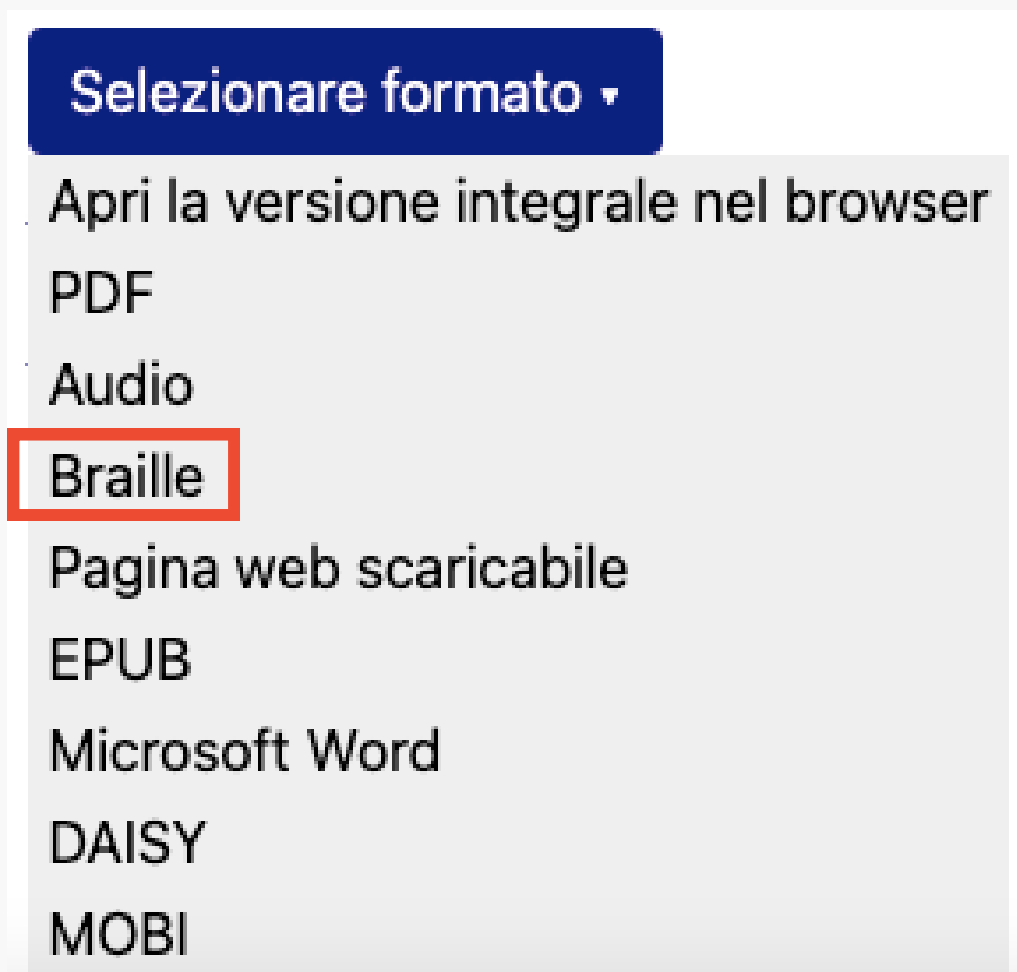 Selezionare formato ▾
Apri la versione integrale nel browser
PDF
Audio
Braille
Pagina web scaricabile
EPUB
Microsoft Word
DAISY
MOBI